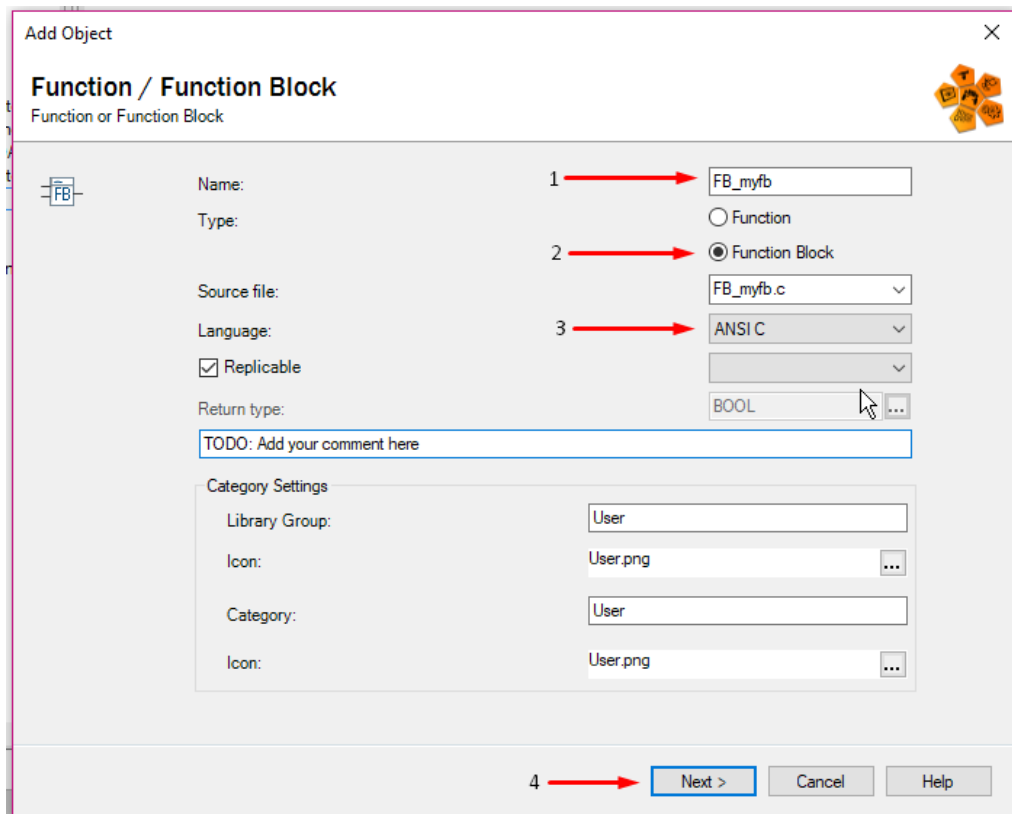 Add Object
Function / Function Block
Function or Function Block
FB
Name:
1
FB_myfb
Type:
Function
2
Function Block
Source file:
FB_myfb.c
Language:
3
ANSI C
Replicable
Return type:
BOOL
...
TODO: Add your comment here
Category Settings
Library Group:
User
Icon:
User.png
...
Category:
User
Icon:
User.png
...
4
Next >
Cancel
Help